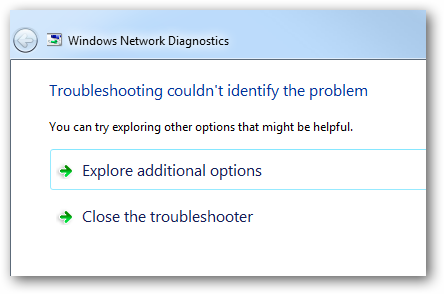 Windows Network Diagnostics
Troubleshooting couldn't identify the problem
You can try exploring other options that might be helpful.
Explore additional options
Close the troubleshooter